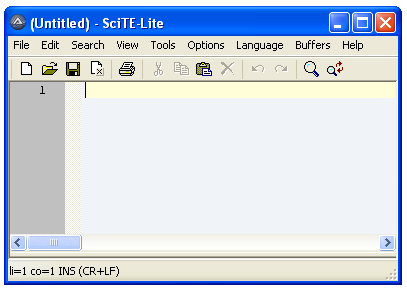 (Untitled) - SciTE-Lite
File Edit Search View Tools Options Language Buffers Help
1
li=1 co=1 INS (CR+LF)